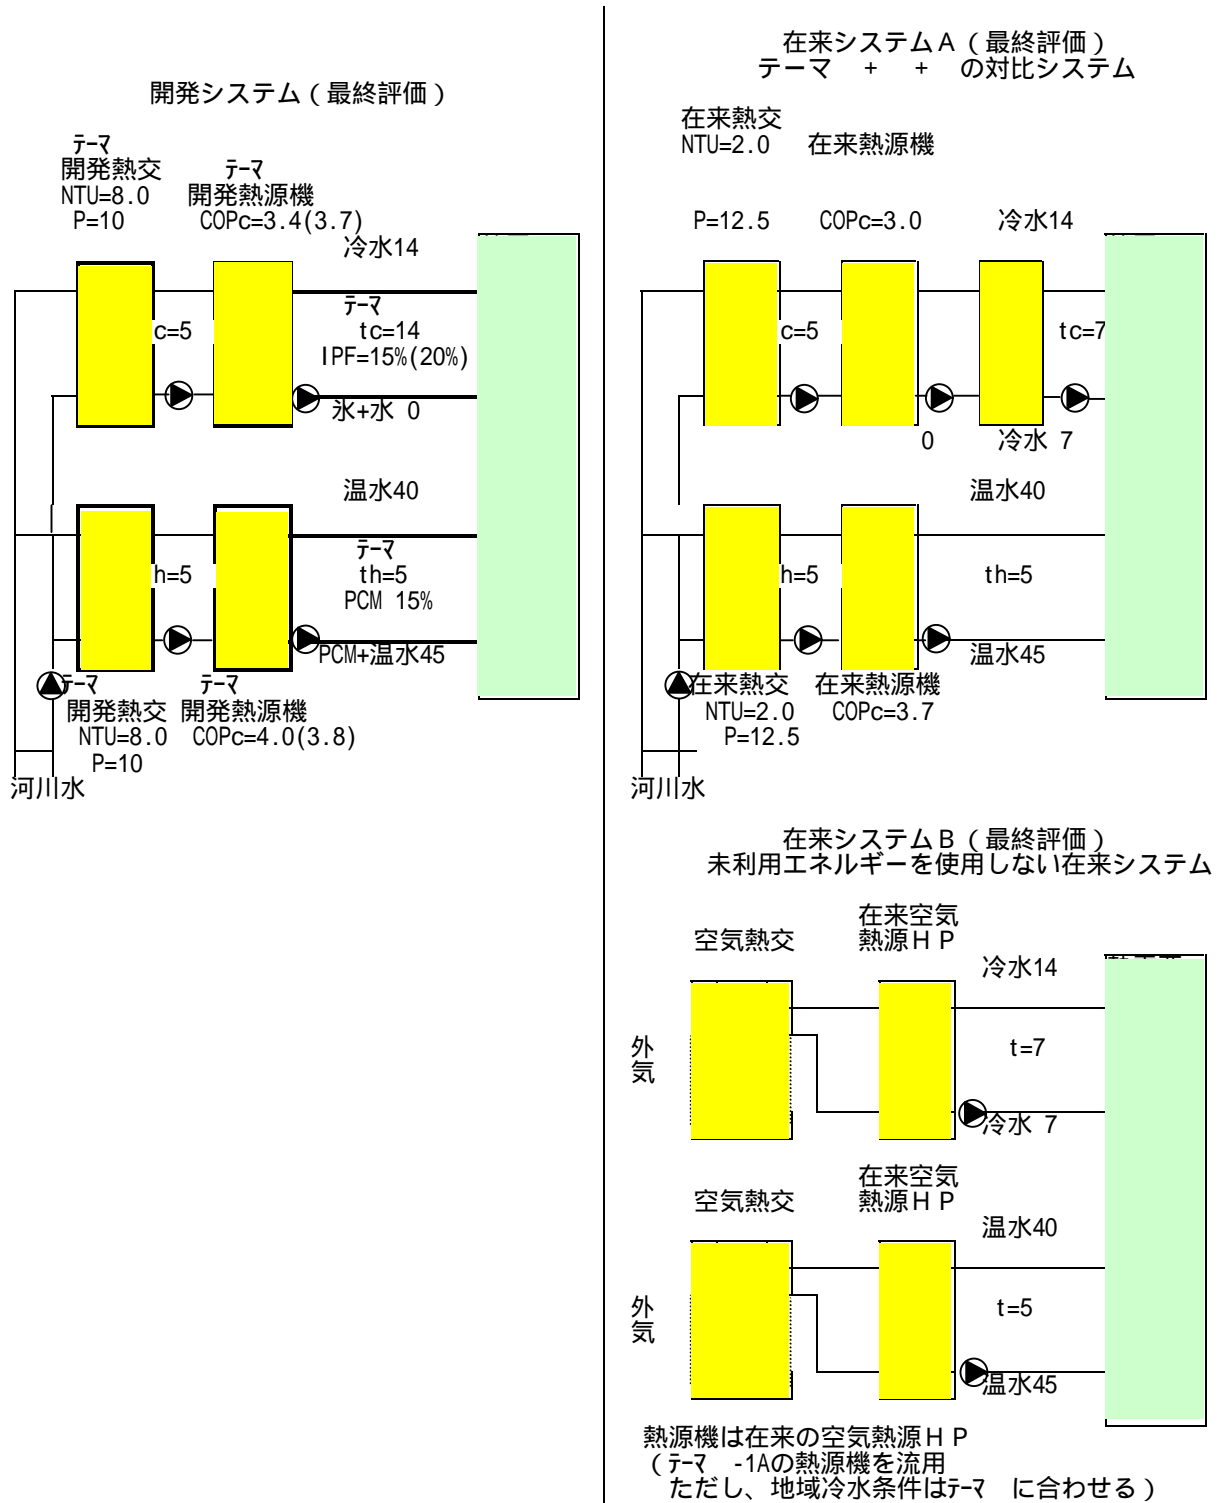 開発システム（最終評価）
ﾃｰﾏ
開発熱交
NTU=8.0
P=10
ﾃｰﾏ
開発熱源機
COPc=3.4(3.7)
冷水14
c=5
ﾃｰﾏ
tc=14
IPF=15%(20%)
氷+水 0
温水40
h=5
ﾃｰﾏ
th=5
PCM 15%
PCM+温水45
ﾃｰﾏ
開発熱交
NTU=8.0
P=10
ﾃｰﾏ
開発熱源機
COPc=4.0(3.8)
河川水
在来システムＡ（最終評価）
テーマ + + の対比システム
在来熱交
NTU=2.0
在来熱源機
P=12.5
COPc=3.0
冷水14
c=5
tc=7
0
冷水 7
温水40
h=5
th=5
温水45
在来熱交
NTU=2.0
P=12.5
在来熱源機
COPc=3.7
河川水
在来システムＢ（最終評価）
未利用エネルギーを使用しない在来システム
空気熱交
在来空気
熱源ＨＰ
冷水14
外
気
t=7
冷水 7
空気熱交
在来空気
熱源ＨＰ
温水40
外
気
t=5
温水45
熱源機は在来の空気熱源ＨＰ
（ﾃｰﾏ -1Aの熱源機を流用
ただし、地域冷水条件はﾃｰﾏ に合わせる）